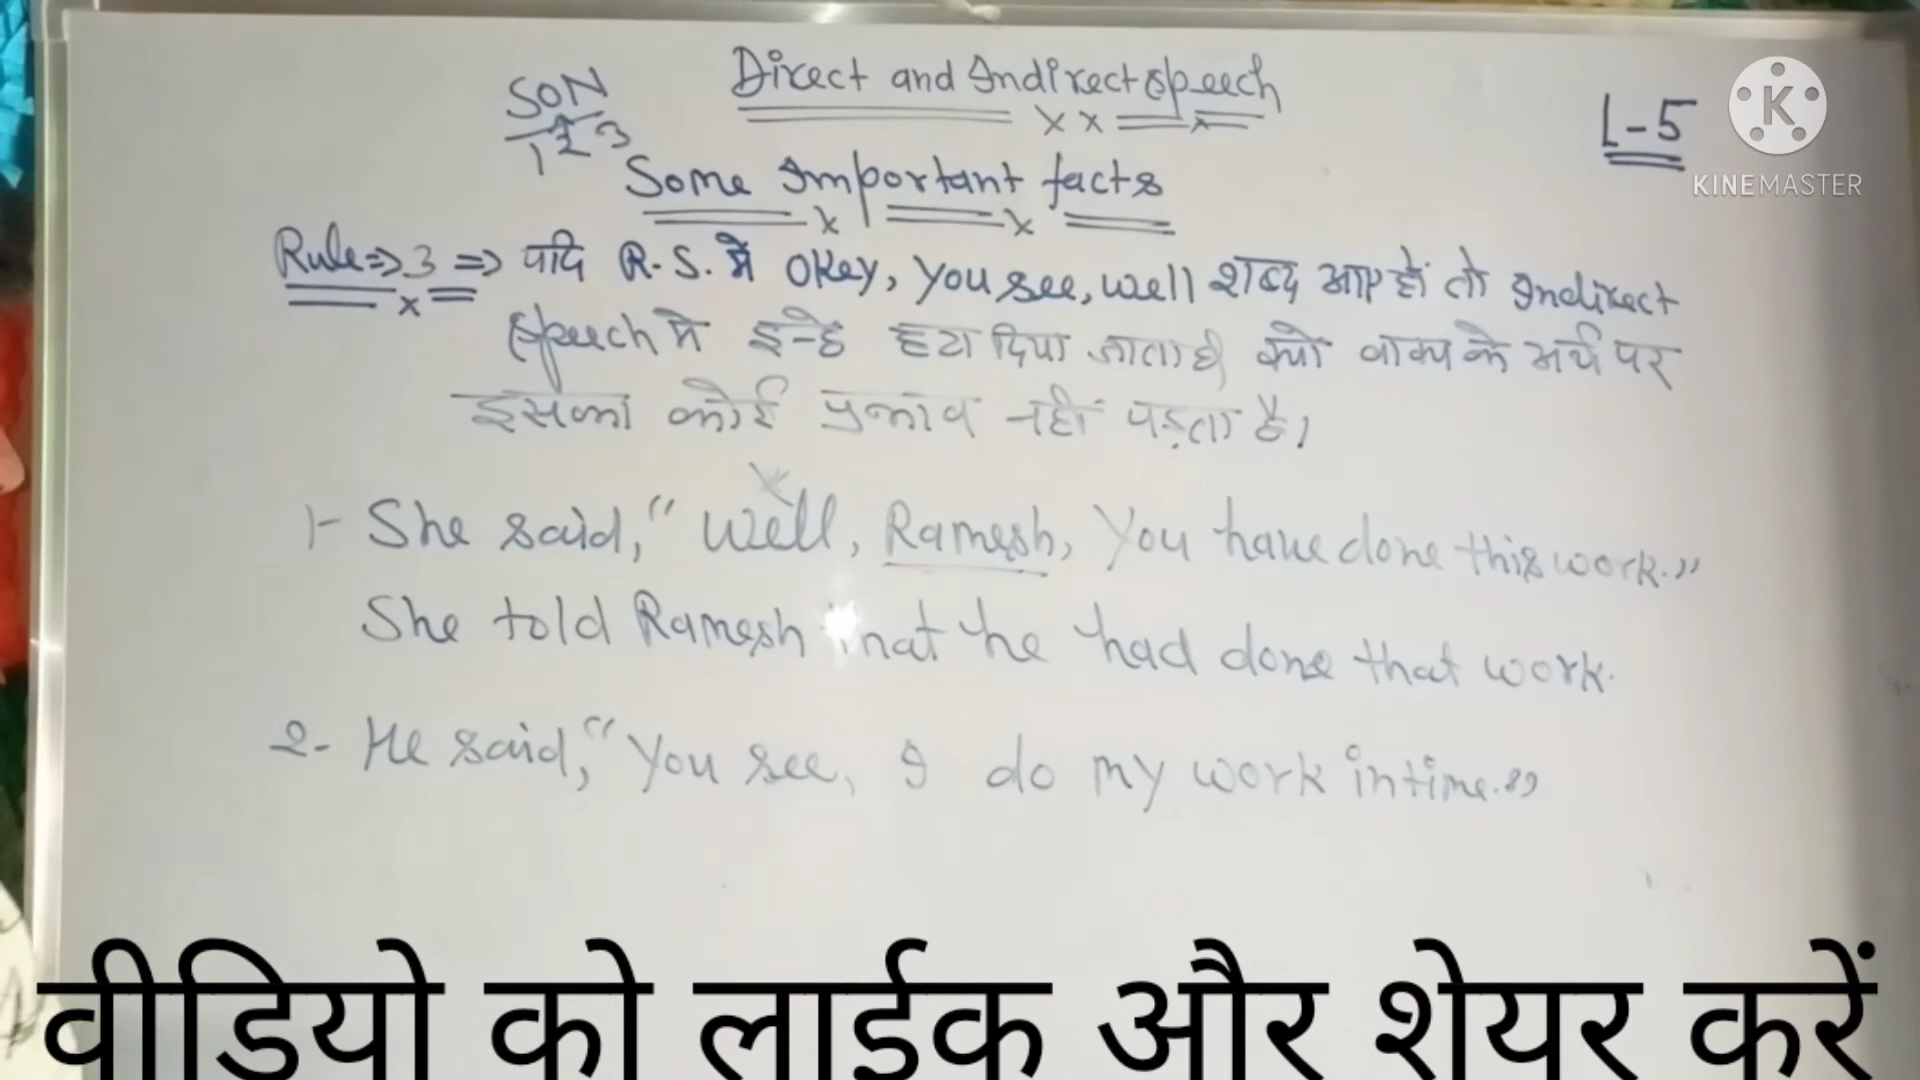 Direct and Indirect speech
SON
1 2 3
L-5
K
KINEMASTER
Some Important facts
Rule => 3 => यदि R.S. में Okey, You see, well शब्द आए हों तो Indirect
speech में इन्हे हटा दिया जाता है, क्यो वाक्य के अर्थ पर
इसका कोई प्रभाव नहीं पड़ता है।
1- She said, "Well, Ramesh, You have done this work."
She told Ramesh that he had done that work.
2- He said, "You see, I do my work in time."
वीडियो को लाईक और शेयर करें